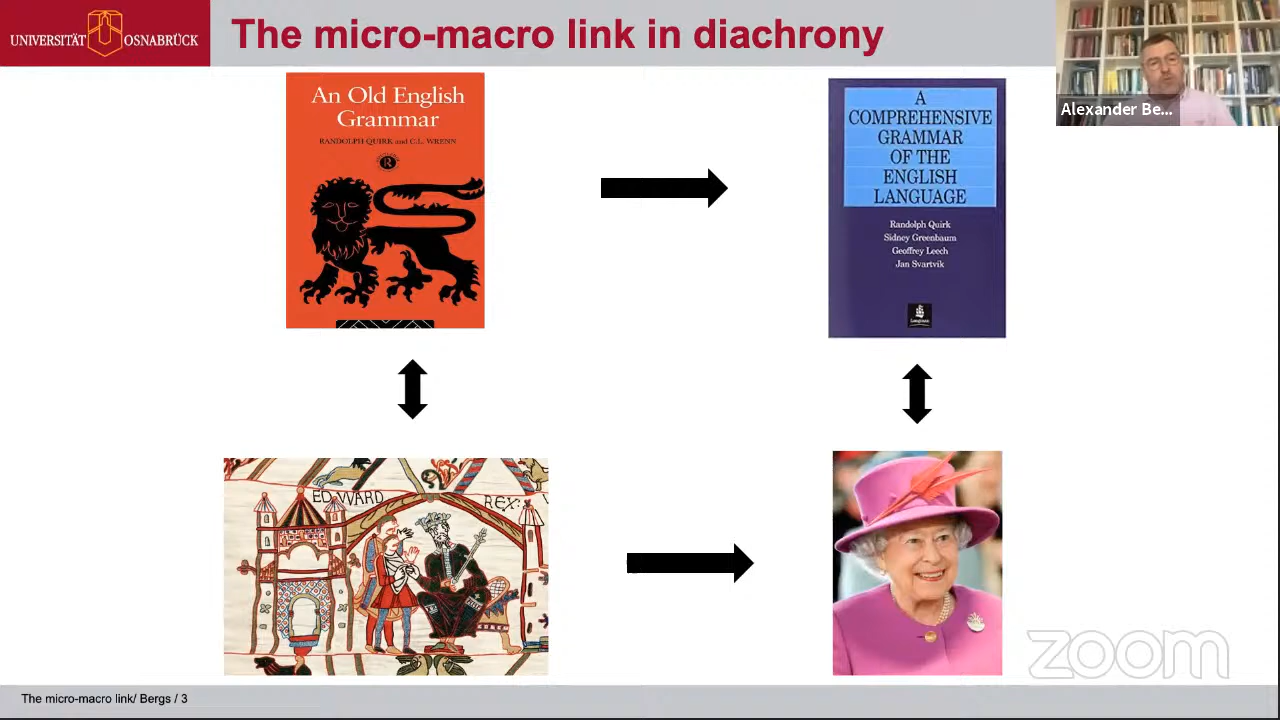 UNIVERSITÄT OSNABRÜCK
The micro-macro link in diachrony
Alexander Be...
An Old English
Grammar
RANDOLPH QUIRK and C.L. WRENN
R
A
COMPREHENSIVE
GRAMMAR
OF THE
ENGLISH
LANGUAGE
Randolph Quirk
Sidney Greenbaum
Geoffrey Leech
Jan Svartvik
Longman
EDWARD REX:
zoom
The micro-macro link/ Bergs / 3